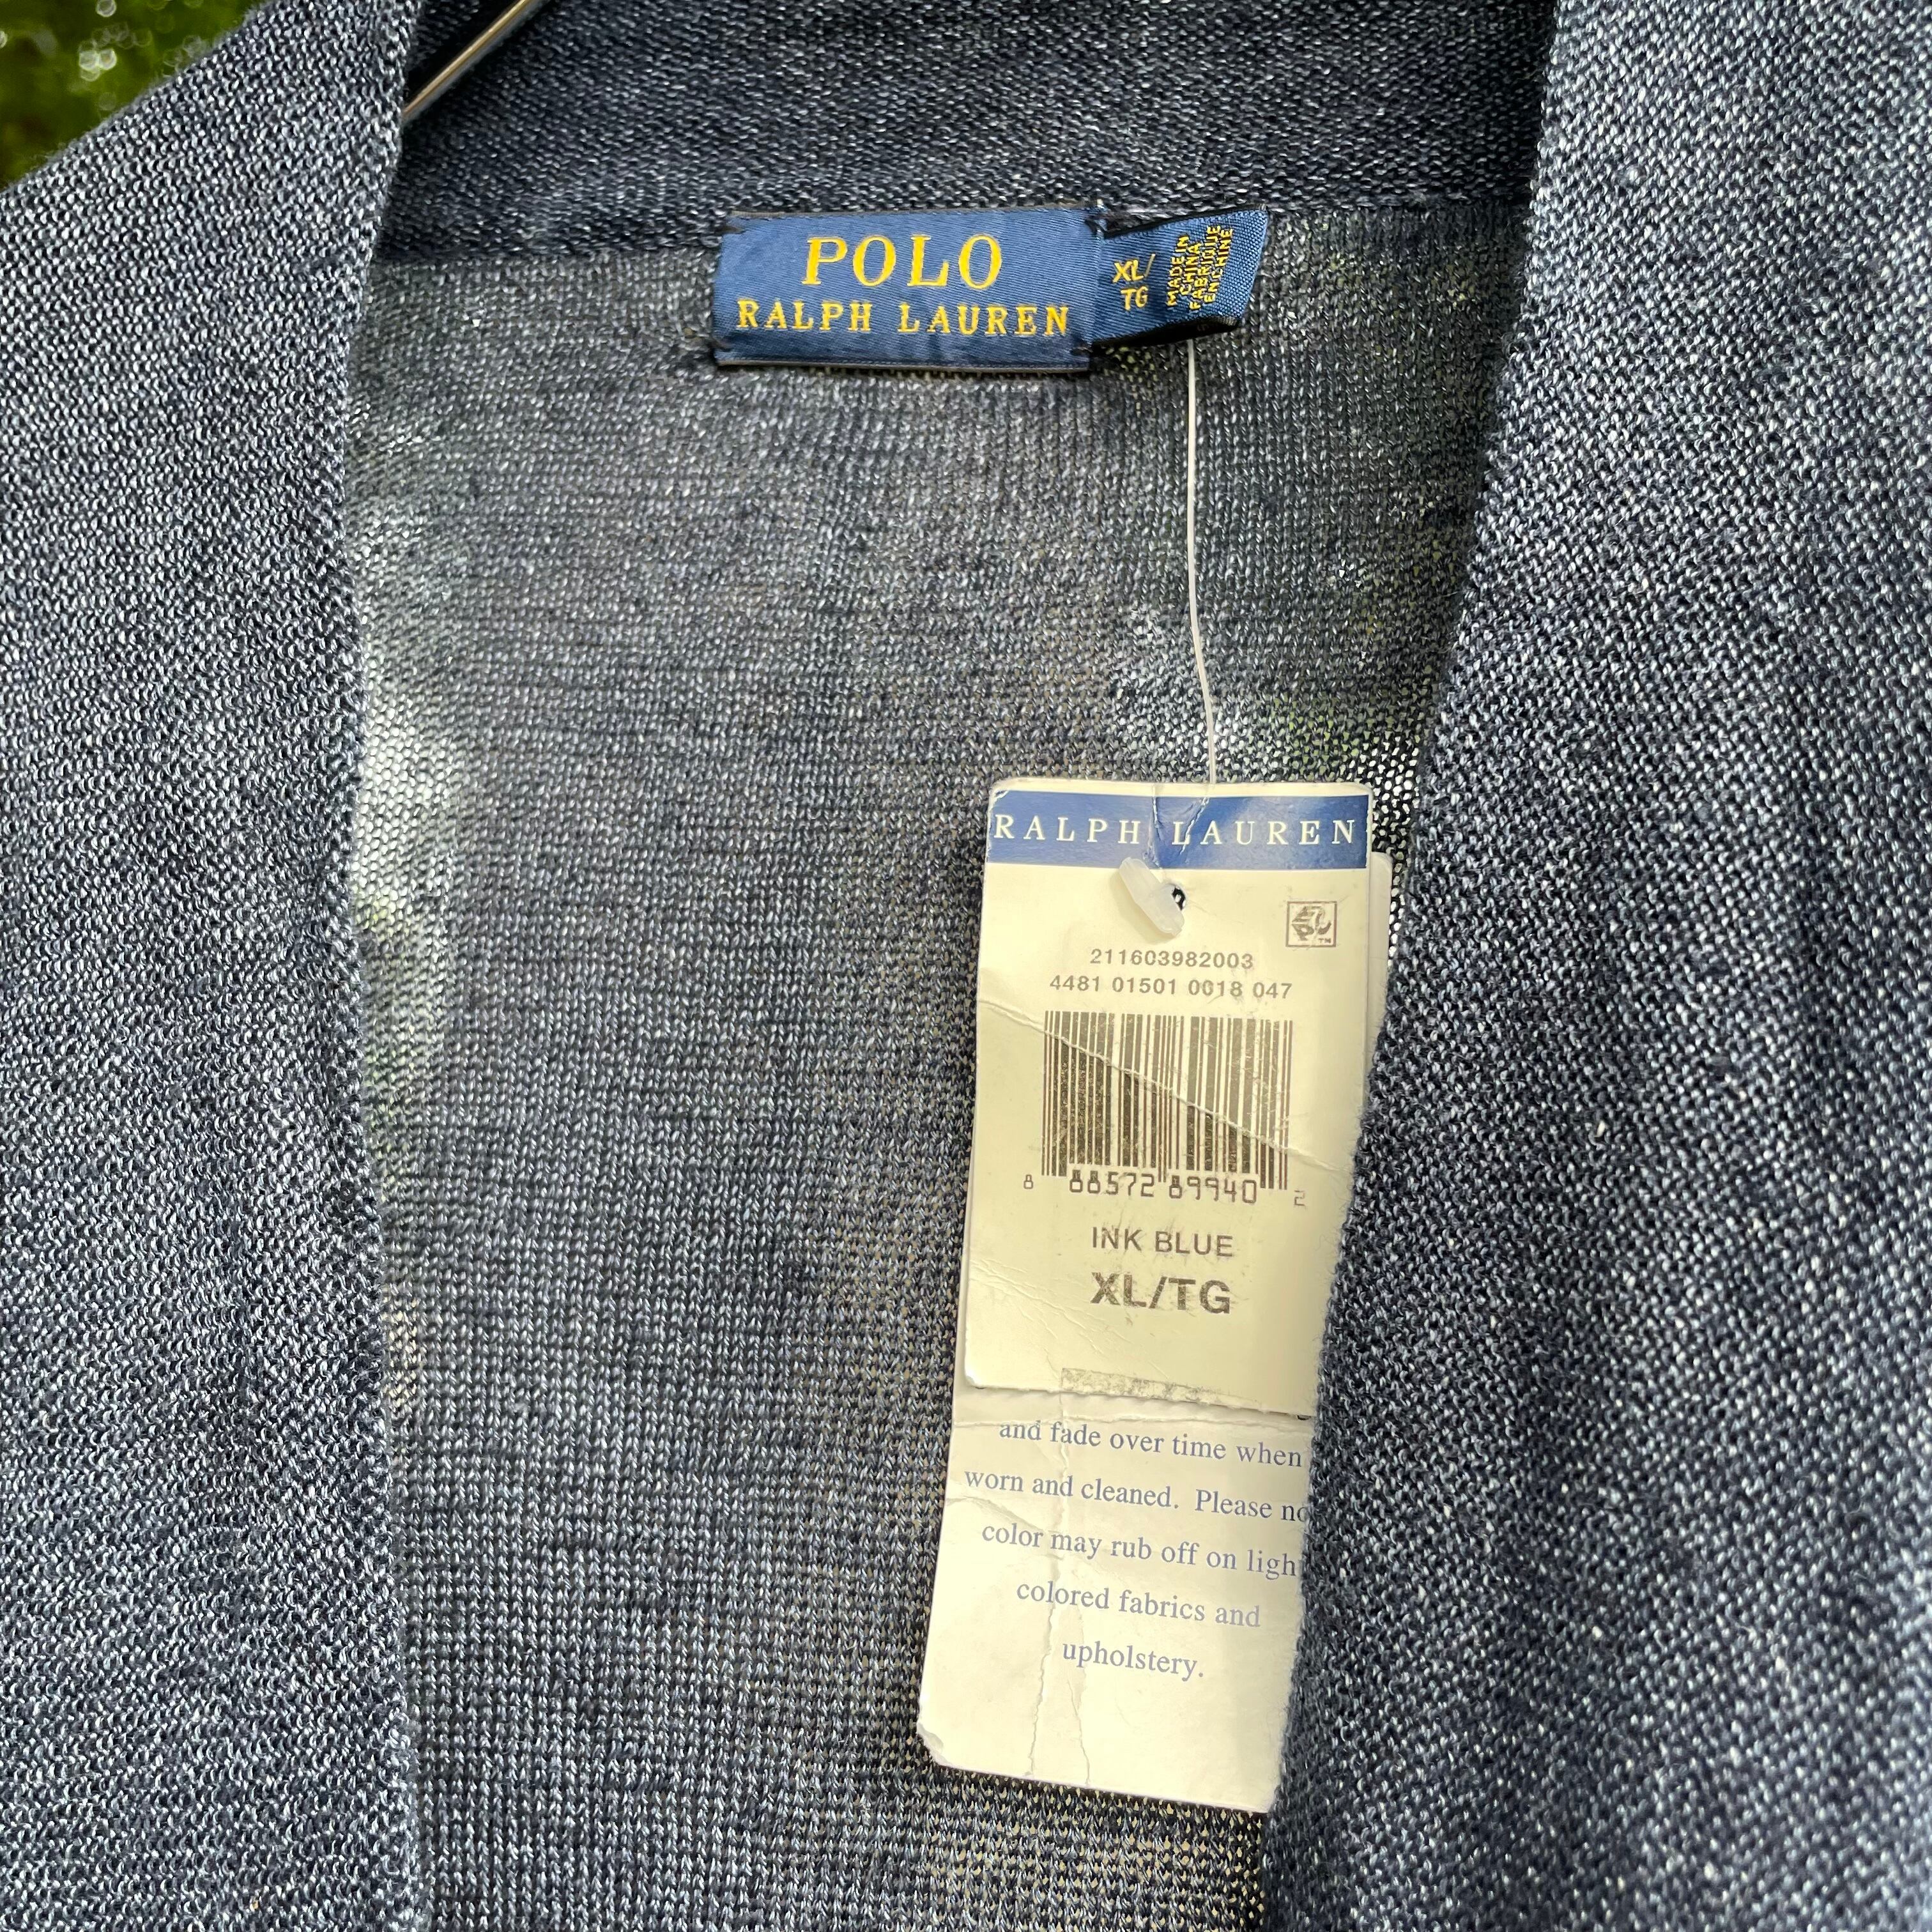 POLO
RALPH LAUREN
XL/
TG
MADE IN
CHINA
FABRIQUE
EN CHINE
RALPH LAUREN
211603982003
4481 01501 0018 047
8 88572 89940 2
INK BLUE
XL/TG
and fade over time when
worn and cleaned. Please no
color may rub off on ligh
colored fabrics and
upholstery.